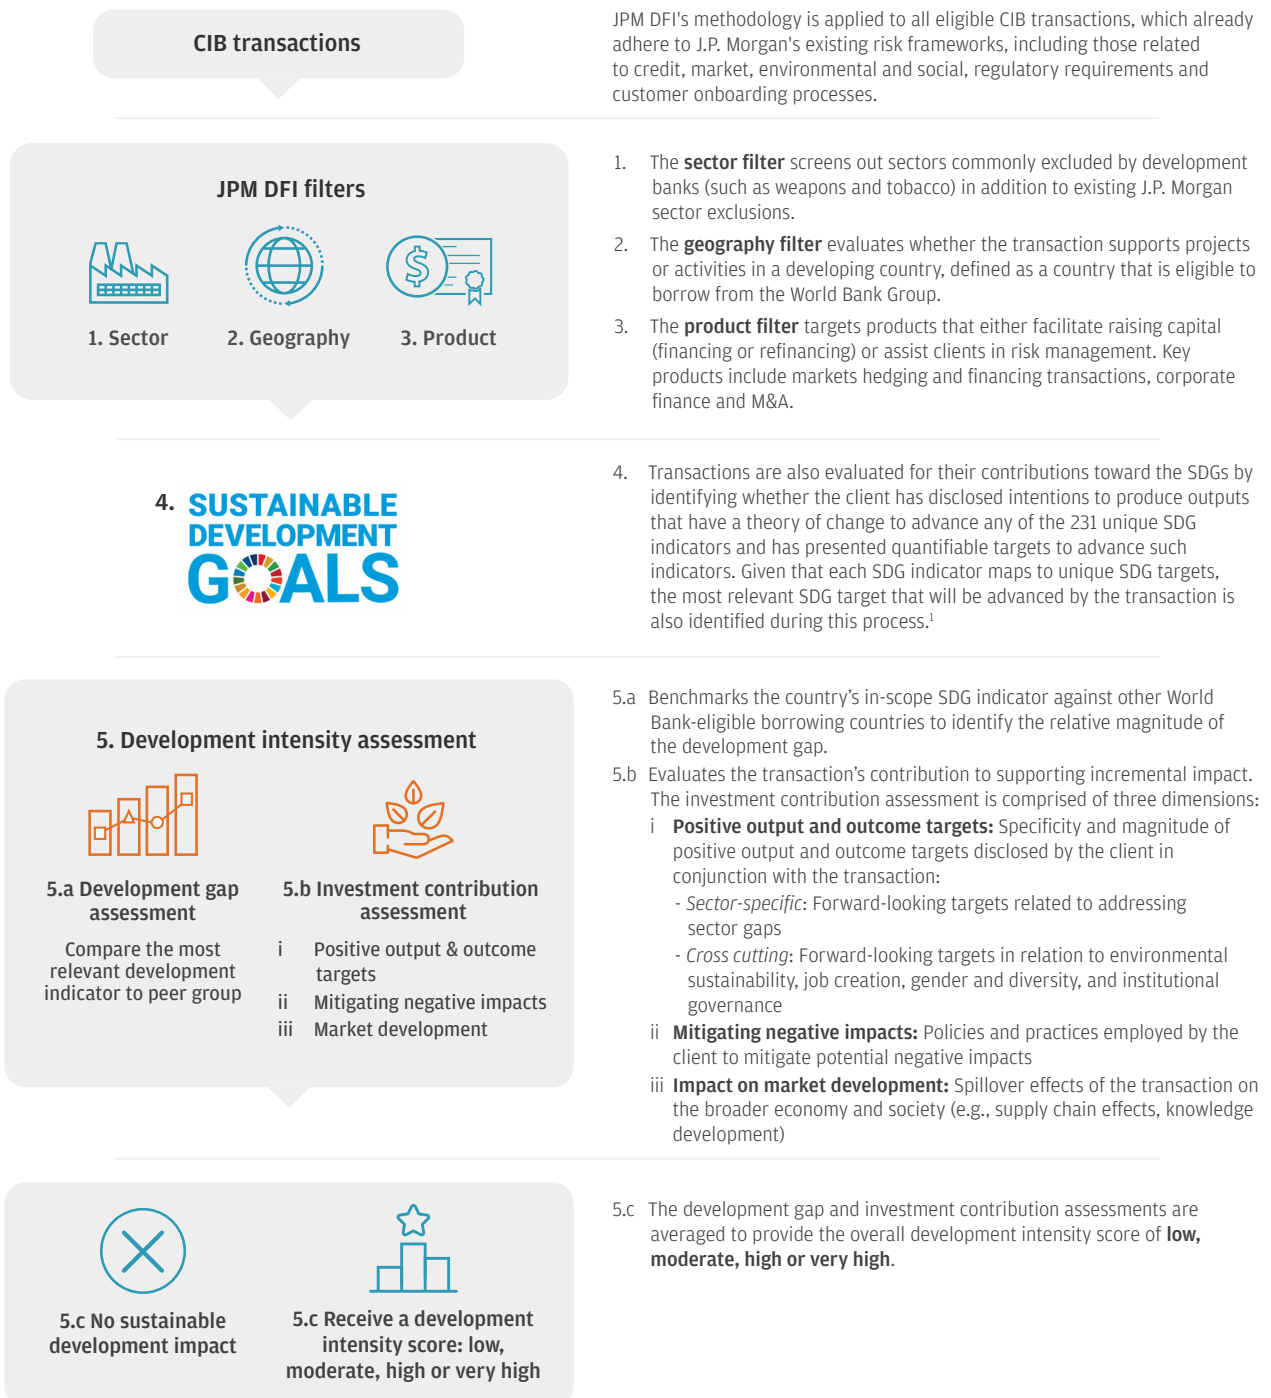 CIB transactions
JPM DFI's methodology is applied to all eligible CIB transactions, which already
adhere to J.P. Morgan's existing risk frameworks, including those related
to credit, market, environmental and social, regulatory requirements and
customer onboarding processes.
JPM DFI filters
1. Sector
2. Geography
3. Product
1. The sector filter screens out sectors commonly excluded by development
banks (such as weapons and tobacco) in addition to existing J.P. Morgan
sector exclusions.
2. The geography filter evaluates whether the transaction supports projects
or activities in a developing country, defined as a country that is eligible to
borrow from the World Bank Group.
3. The product filter targets products that either facilitate raising capital
(financing or refinancing) or assist clients in risk management. Key
products include markets hedging and financing transactions, corporate
finance and M&A.
4. SUSTAINABLE
DEVELOPMENT
GOALS
4. Transactions are also evaluated for their contributions toward the SDGs by
identifying whether the client has disclosed intentions to produce outputs
that have a theory of change to advance any of the 231 unique SDG
indicators and has presented quantifiable targets to advance such
indicators. Given that each SDG indicator maps to unique SDG targets,
the most relevant SDG target that will be advanced by the transaction is
also identified during this process.¹
5. Development intensity assessment
5.a Development gap
assessment
Compare the most
relevant development
indicator to peer group
5.b Investment contribution
assessment
i Positive output & outcome
targets
ii Mitigating negative impacts
iii Market development
5.a Benchmarks the country’s in-scope SDG indicator against other World
Bank-eligible borrowing countries to identify the relative magnitude of
the development gap.
5.b Evaluates the transaction’s contribution to supporting incremental impact.
The investment contribution assessment is comprised of three dimensions:
i Positive output and outcome targets: Specificity and magnitude of
positive output and outcome targets disclosed by the client in
conjunction with the transaction:
- Sector-specific: Forward-looking targets related to addressing
sector gaps
- Cross cutting: Forward-looking targets in relation to environmental
sustainability, job creation, gender and diversity, and institutional
governance
ii Mitigating negative impacts: Policies and practices employed by the
client to mitigate potential negative impacts
iii Impact on market development: Spillover effects of the transaction on
the broader economy and society (e.g., supply chain effects, knowledge
development)
5.c No sustainable
development impact
5.c Receive a development
intensity score: low,
moderate, high or very high
5.c The development gap and investment contribution assessments are
averaged to provide the overall development intensity score of low,
moderate, high or very high.